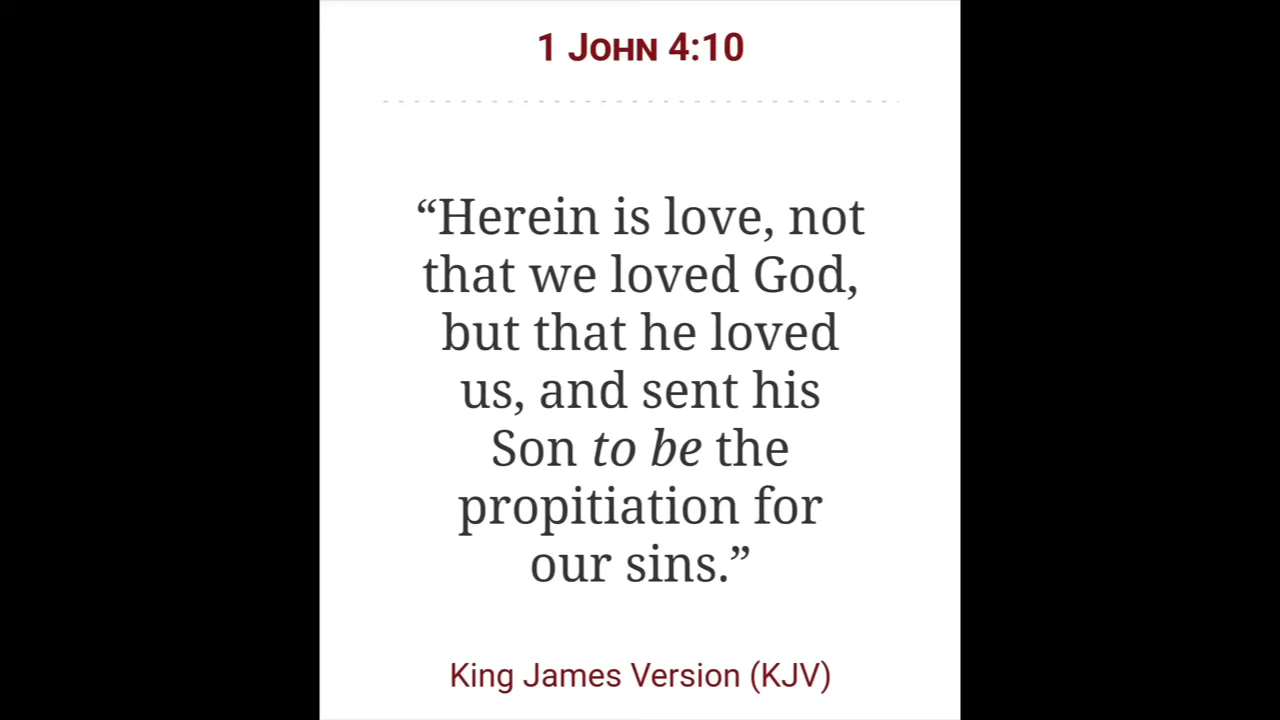 1 John 4:10
“Herein is love, not
that we loved God,
but that he loved
us, and sent his
Son to be the
propitiation for
our sins.”
King James Version (KJV)